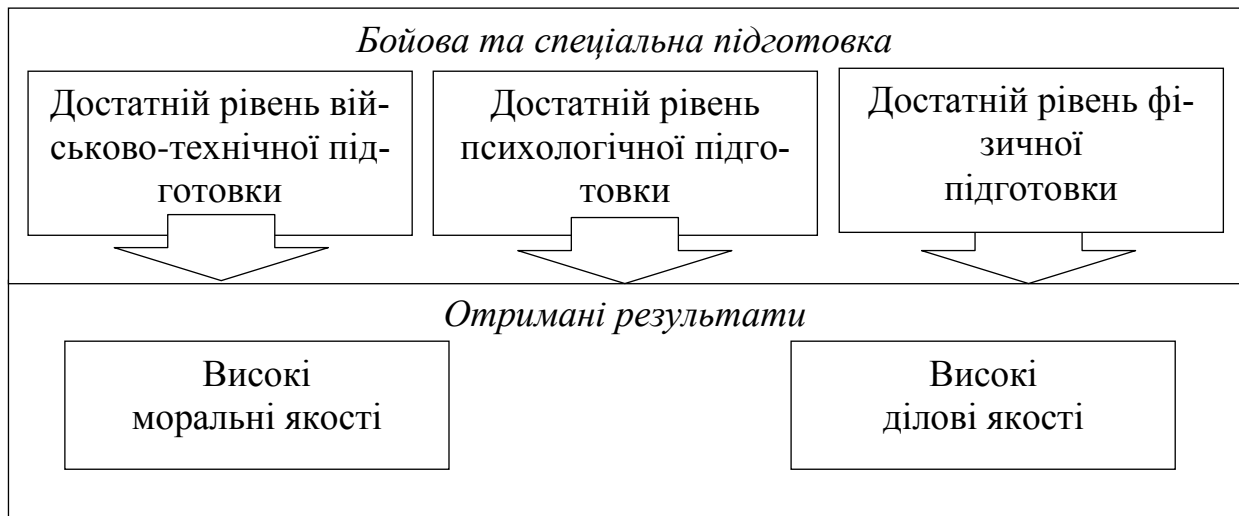 Бойова та спеціальна підготовка
Достатній рівень вій-
ськово-технічної під-
готовки
Достатній рівень
психологічної підго-
товки
Достатній рівень фі-
зичної
підготовки
Отримані результати
Високі
моральні якості
Високі
ділові якості